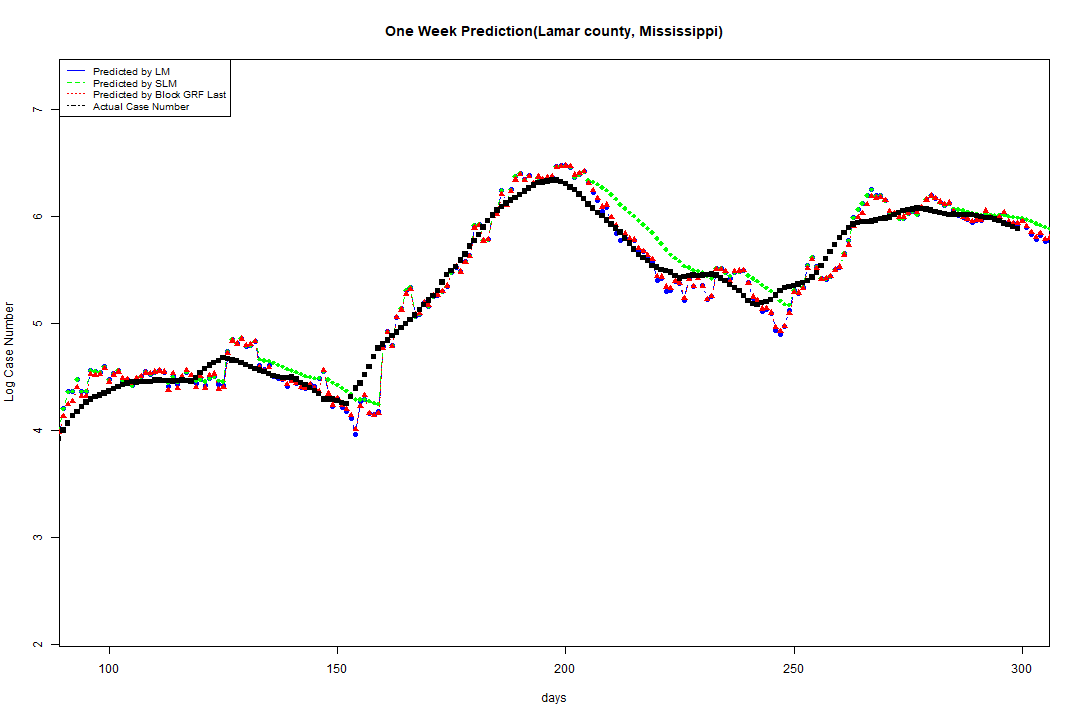 One Week Prediction(Lamar county, Mississippi)
Predicted by LM
Predicted by SLM
Predicted by Block GRF Last
Actual Case Number
7
6
5
4
3
2
Log Case Number
100 150 200 250 300
days